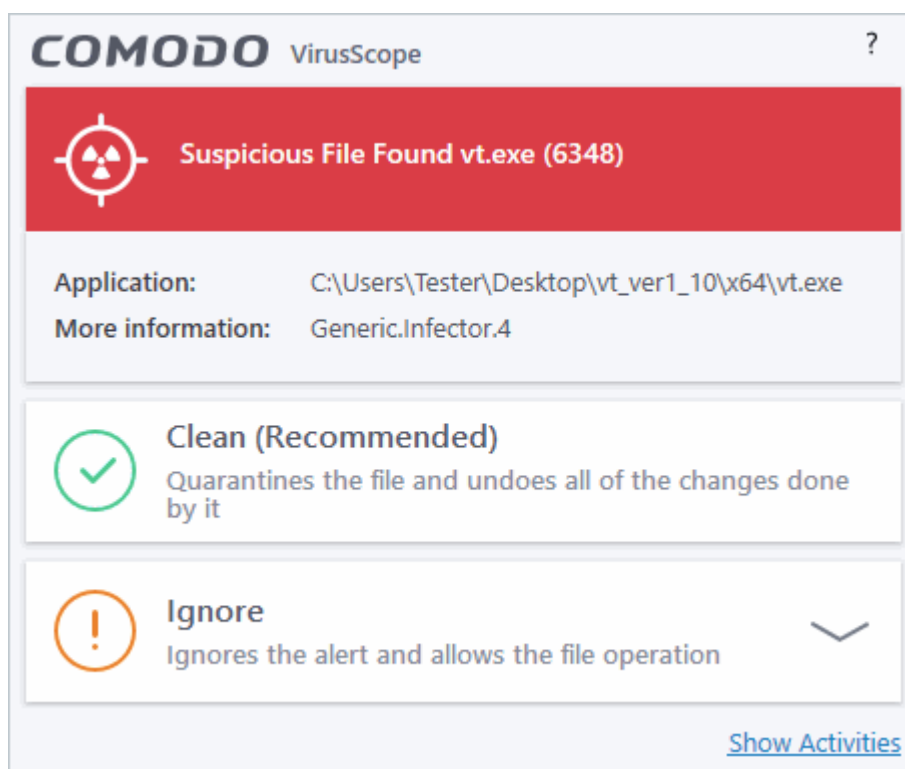 COMODO VirusScope ?
Suspicious File Found vt.exe (6348)
Application: C:\Users\Tester\Desktop\vt_ver1_10\x64\vt.exe
More information: Generic.Infector.4
Clean (Recommended)
Quarantines the file and undoes all of the changes done
by it
Ignore
Ignores the alert and allows the file operation
Show Activities